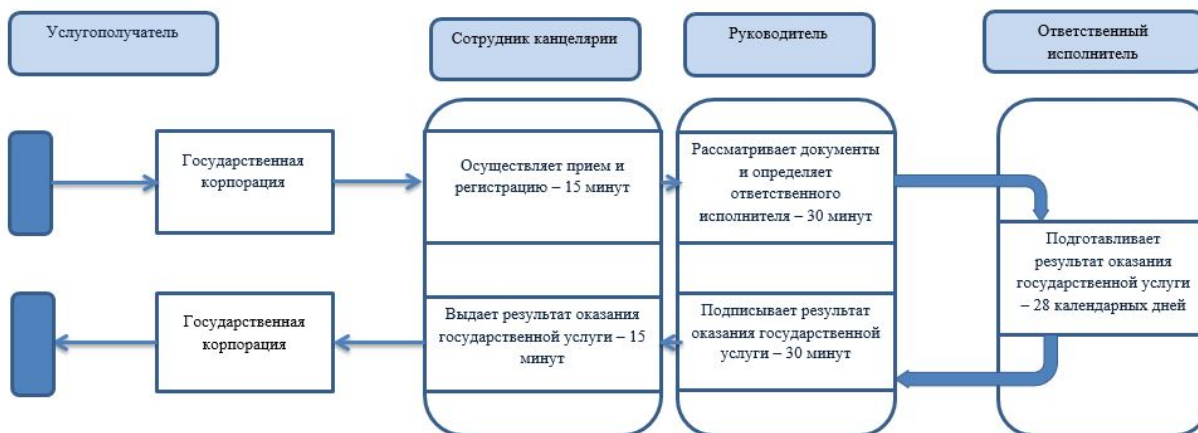 Услугополучатель
Сотрудник канцелярии
Руководитель
Ответственный
исполнитель
Государственная
корпорация
Осуществляет прием и
регистрацию – 15 минут
Рассматривает документы
и определяет
ответственного
исполнителя – 30 минут
Подготавливает
результат оказания
государственной услуги
– 28 календарных дней
Государственная
корпорация
Выдает результат оказания
государственной услуги – 15
минут
Подписывает результат
оказания государственной
услуги – 30 минут